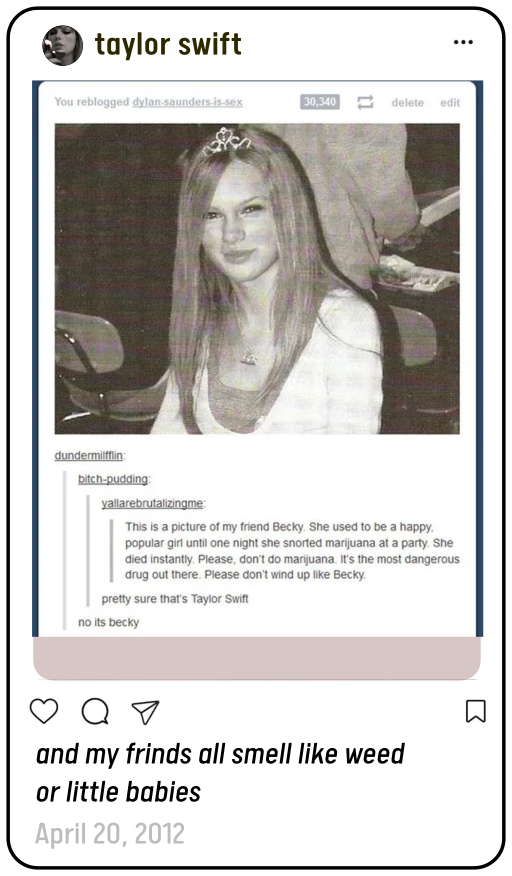 taylor swift
You reblogged dylan-saunders-is-sex 30,340 delete edit
dundermilfflin:
bitch-pudding:
yallarebrutalizingme:
This is a picture of my friend Becky. She used to be a happy,
popular girl until one night she snorted marijuana at a party. She
died instantly. Please, don't do marijuana. It's the most dangerous
drug out there. Please don't wind up like Becky.
pretty sure that's Taylor Swift
no its becky
and my frinds all smell like weed
or little babies
April 20, 2012